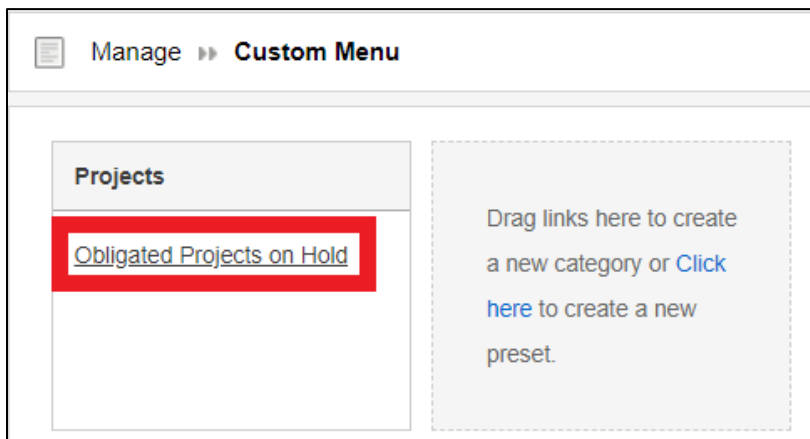 Manage » Custom Menu
Projects
Obligated Projects on Hold
Drag links here to create
a new category or Click
here to create a new
preset.